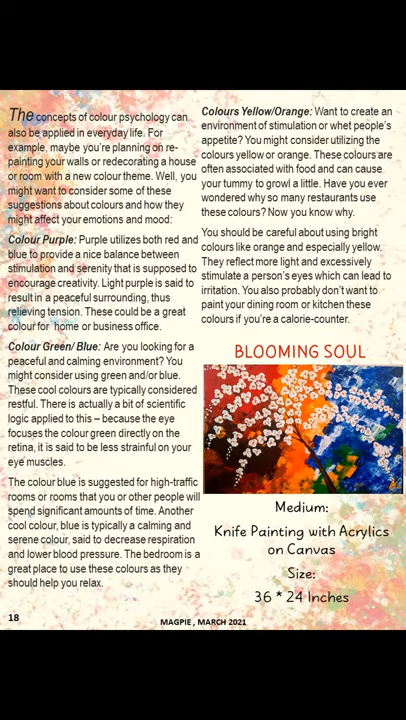 The concepts of colour psychology can
also be applied in everyday life. For
example, maybe you're planning on re-
painting your walls or redecorating a house
or room with a new colour theme. Well, you
might want to consider some of these
suggestions about colours and how they
might affect your emotions and mood:
Colour Purple: Purple utilizes both red and
blue to provide a nice balance between
stimulation and serenity that is supposed to
encourage creativity. Light purple is said to
result in a peaceful surrounding, thus
relieving tension. These could be a great
colour for home or business office.
Colour Green/ Blue: Are you looking for a
peaceful and calming environment? You
might consider using green and/or blue.
These cool colours are typically considered
restful. There is actually a bit of scientific
logic applied to this – because the eye
focuses the colour green directly on the
retina, it is said to be less strainful on your
eye muscles.
The colour blue is suggested for high-traffic
rooms or rooms that you or other people will
spend significant amounts of time. Another
cool colour, blue is typically a calming and
serene colour, said to decrease respiration
and lower blood pressure. The bedroom is a
great place to use these colours as they
should help you relax.
Colours Yellow/Orange: Want to create an
environment of stimulation or whet people's
appetite? You might consider utilizing the
colours yellow or orange. These colours are
often associated with food and can cause
your tummy to growl a little. Have you ever
wondered why so many restaurants use
these colours? Now you know why.
You should be careful about using bright
colours like orange and especially yellow.
They reflect more light and excessively
stimulate a person's eyes which can lead to
irritation. You also probably don't want to
paint your dining room or kitchen these
colours if you're a calorie-counter.
BLOOMING SOUL
Medium:
Knife Painting with Acrylics
on Canvas
Size:
36 * 24 Inches
18
MAGPIE , MARCH 2021